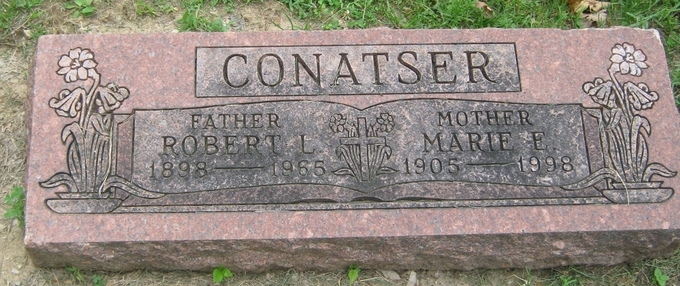 CONATSER
FATHER
ROBERT L.
1898 — 1965
MOTHER
MARIE E.
1905 — 1998